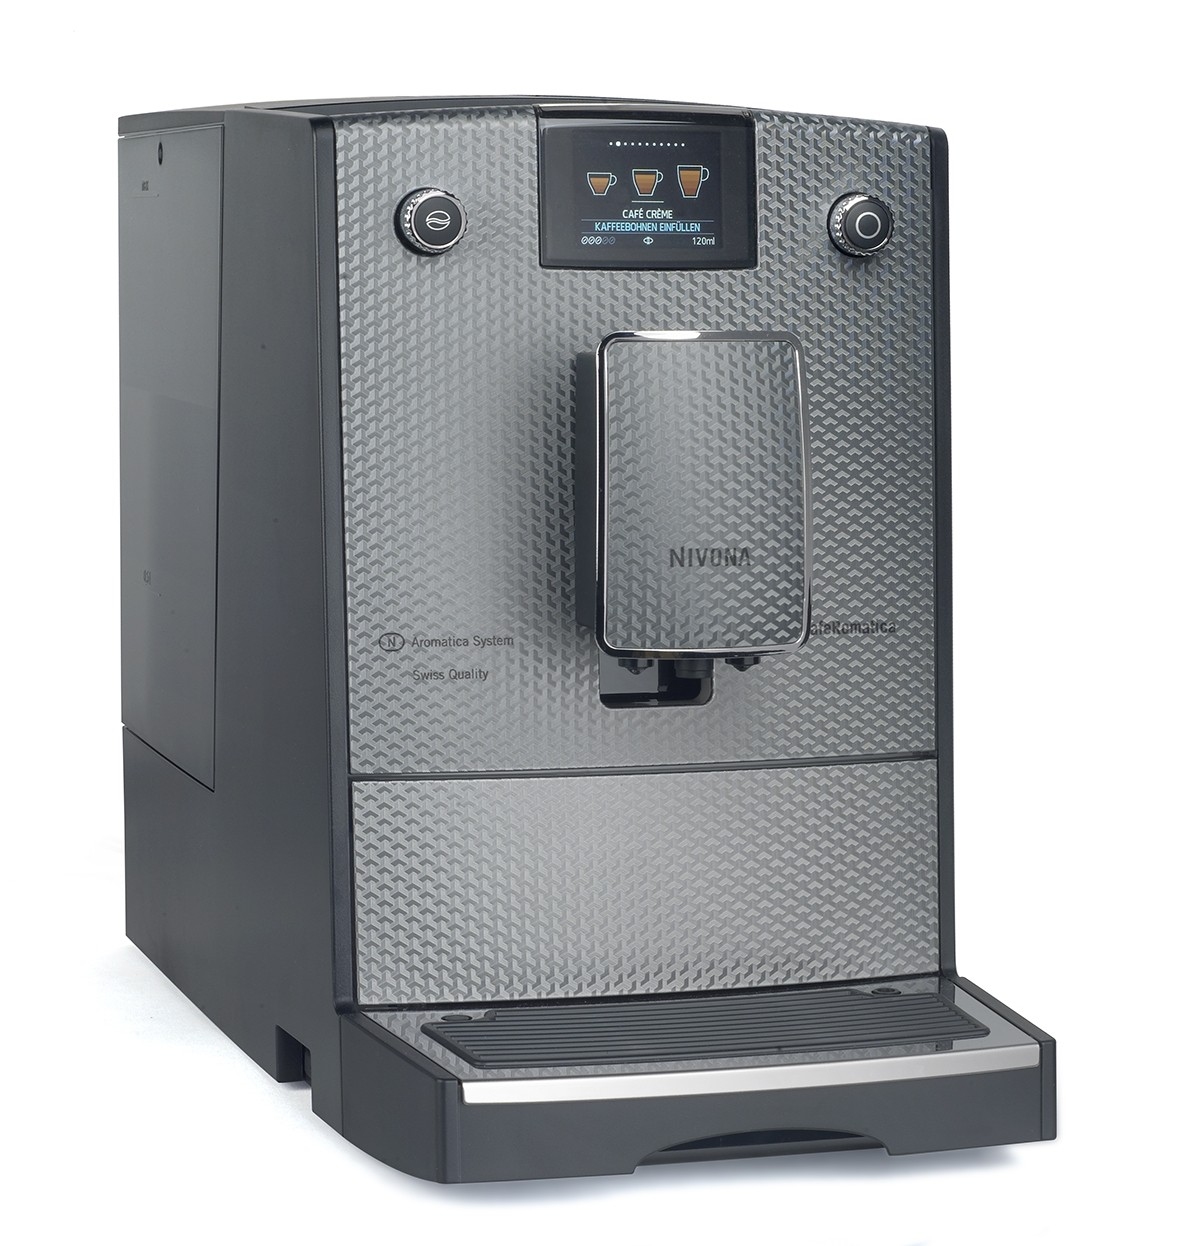 CAFÉ CRÈME
KAFFEEBOHNEN EINFÜLLEN
120ml
NIVONA
afeRomatica
N Aromatica System
Swiss Quality